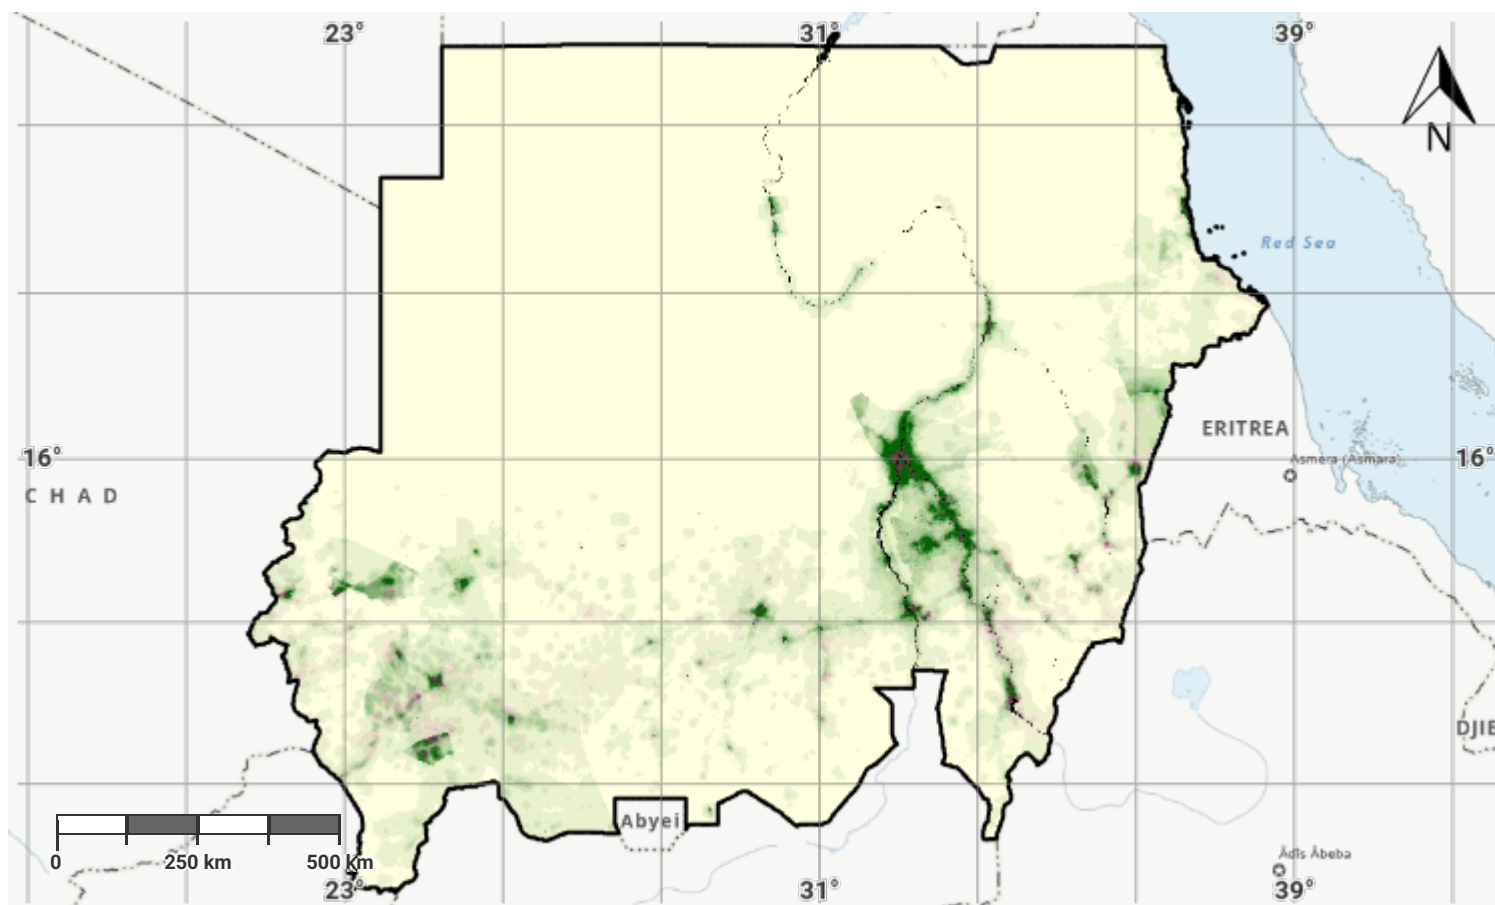 23° 31° 39°
N
Red Sea
ERITREA
16° Asmera (Asmara) 16°
CHAD
DJIB
Abyei
0 250 km 500 km
Ādīs Ābeba
23° 31° 39°